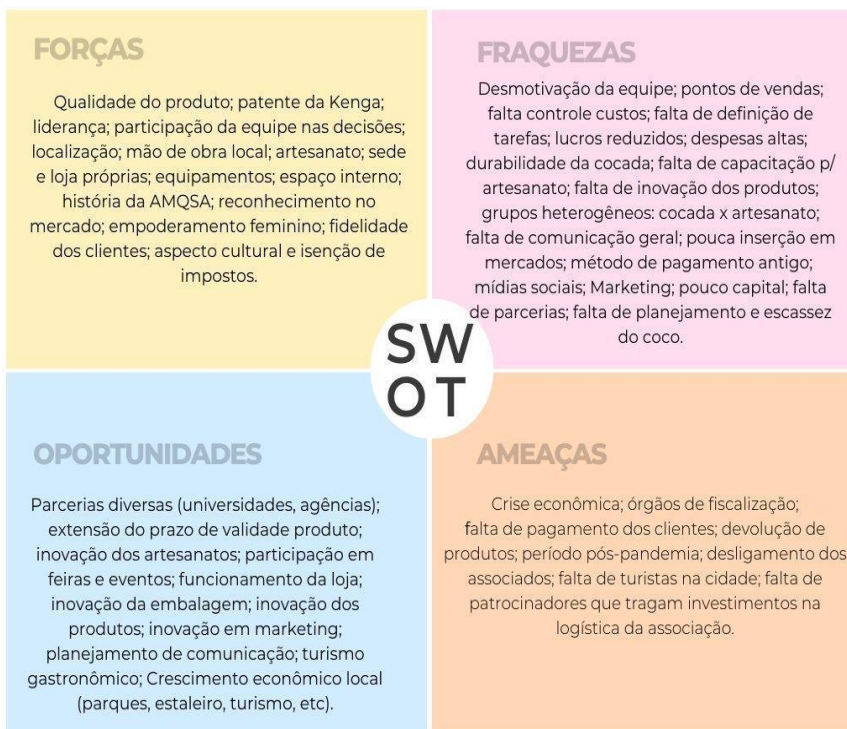 FORÇAS
Qualidade do produto; patente da Kenga;
liderança; participação da equipe nas decisões;
localização; mão de obra local; artesanato; sede
e loja próprias; equipamentos; espaço interno;
história da AMQSA; reconhecimento no
mercado; empoderamento feminino; fidelidade
dos clientes; aspecto cultural e isenção de
impostos.
FRAQUEZAS
Desmotivação da equipe; pontos de vendas;
falta controle custos; falta de definição de
tarefas; lucros reduzidos; despesas altas;
durabilidade da cocada; falta de capacitação p/
artesanato; falta de inovação dos produtos;
grupos heterogêneos: cocada x artesanato;
falta de comunicação geral; pouca inserção em
mercados; método de pagamento antigo;
mídias sociais; Marketing; pouco capital; falta
de parcerias; falta de planejamento e escassez
do coco.
SW
OT
OPORTUNIDADES
Parcerias diversas (universidades, agências);
extensão do prazo de validade produto;
inovação dos artesanatos; participação em
feiras e eventos; funcionamento da loja;
inovação da embalagem; inovação dos
produtos; inovação em marketing;
planejamento de comunicação; turismo
gastronômico; Crescimento econômico local
(parques, estaleiro, turismo, etc).
AMEAÇAS
Crise econômica; órgãos de fiscalização;
falta de pagamento dos clientes; devolução de
produtos; período pós-pandemia; desligamento dos
associados; falta de turistas na cidade; falta de
patrocinadores que tragam investimentos na
logística da associação.